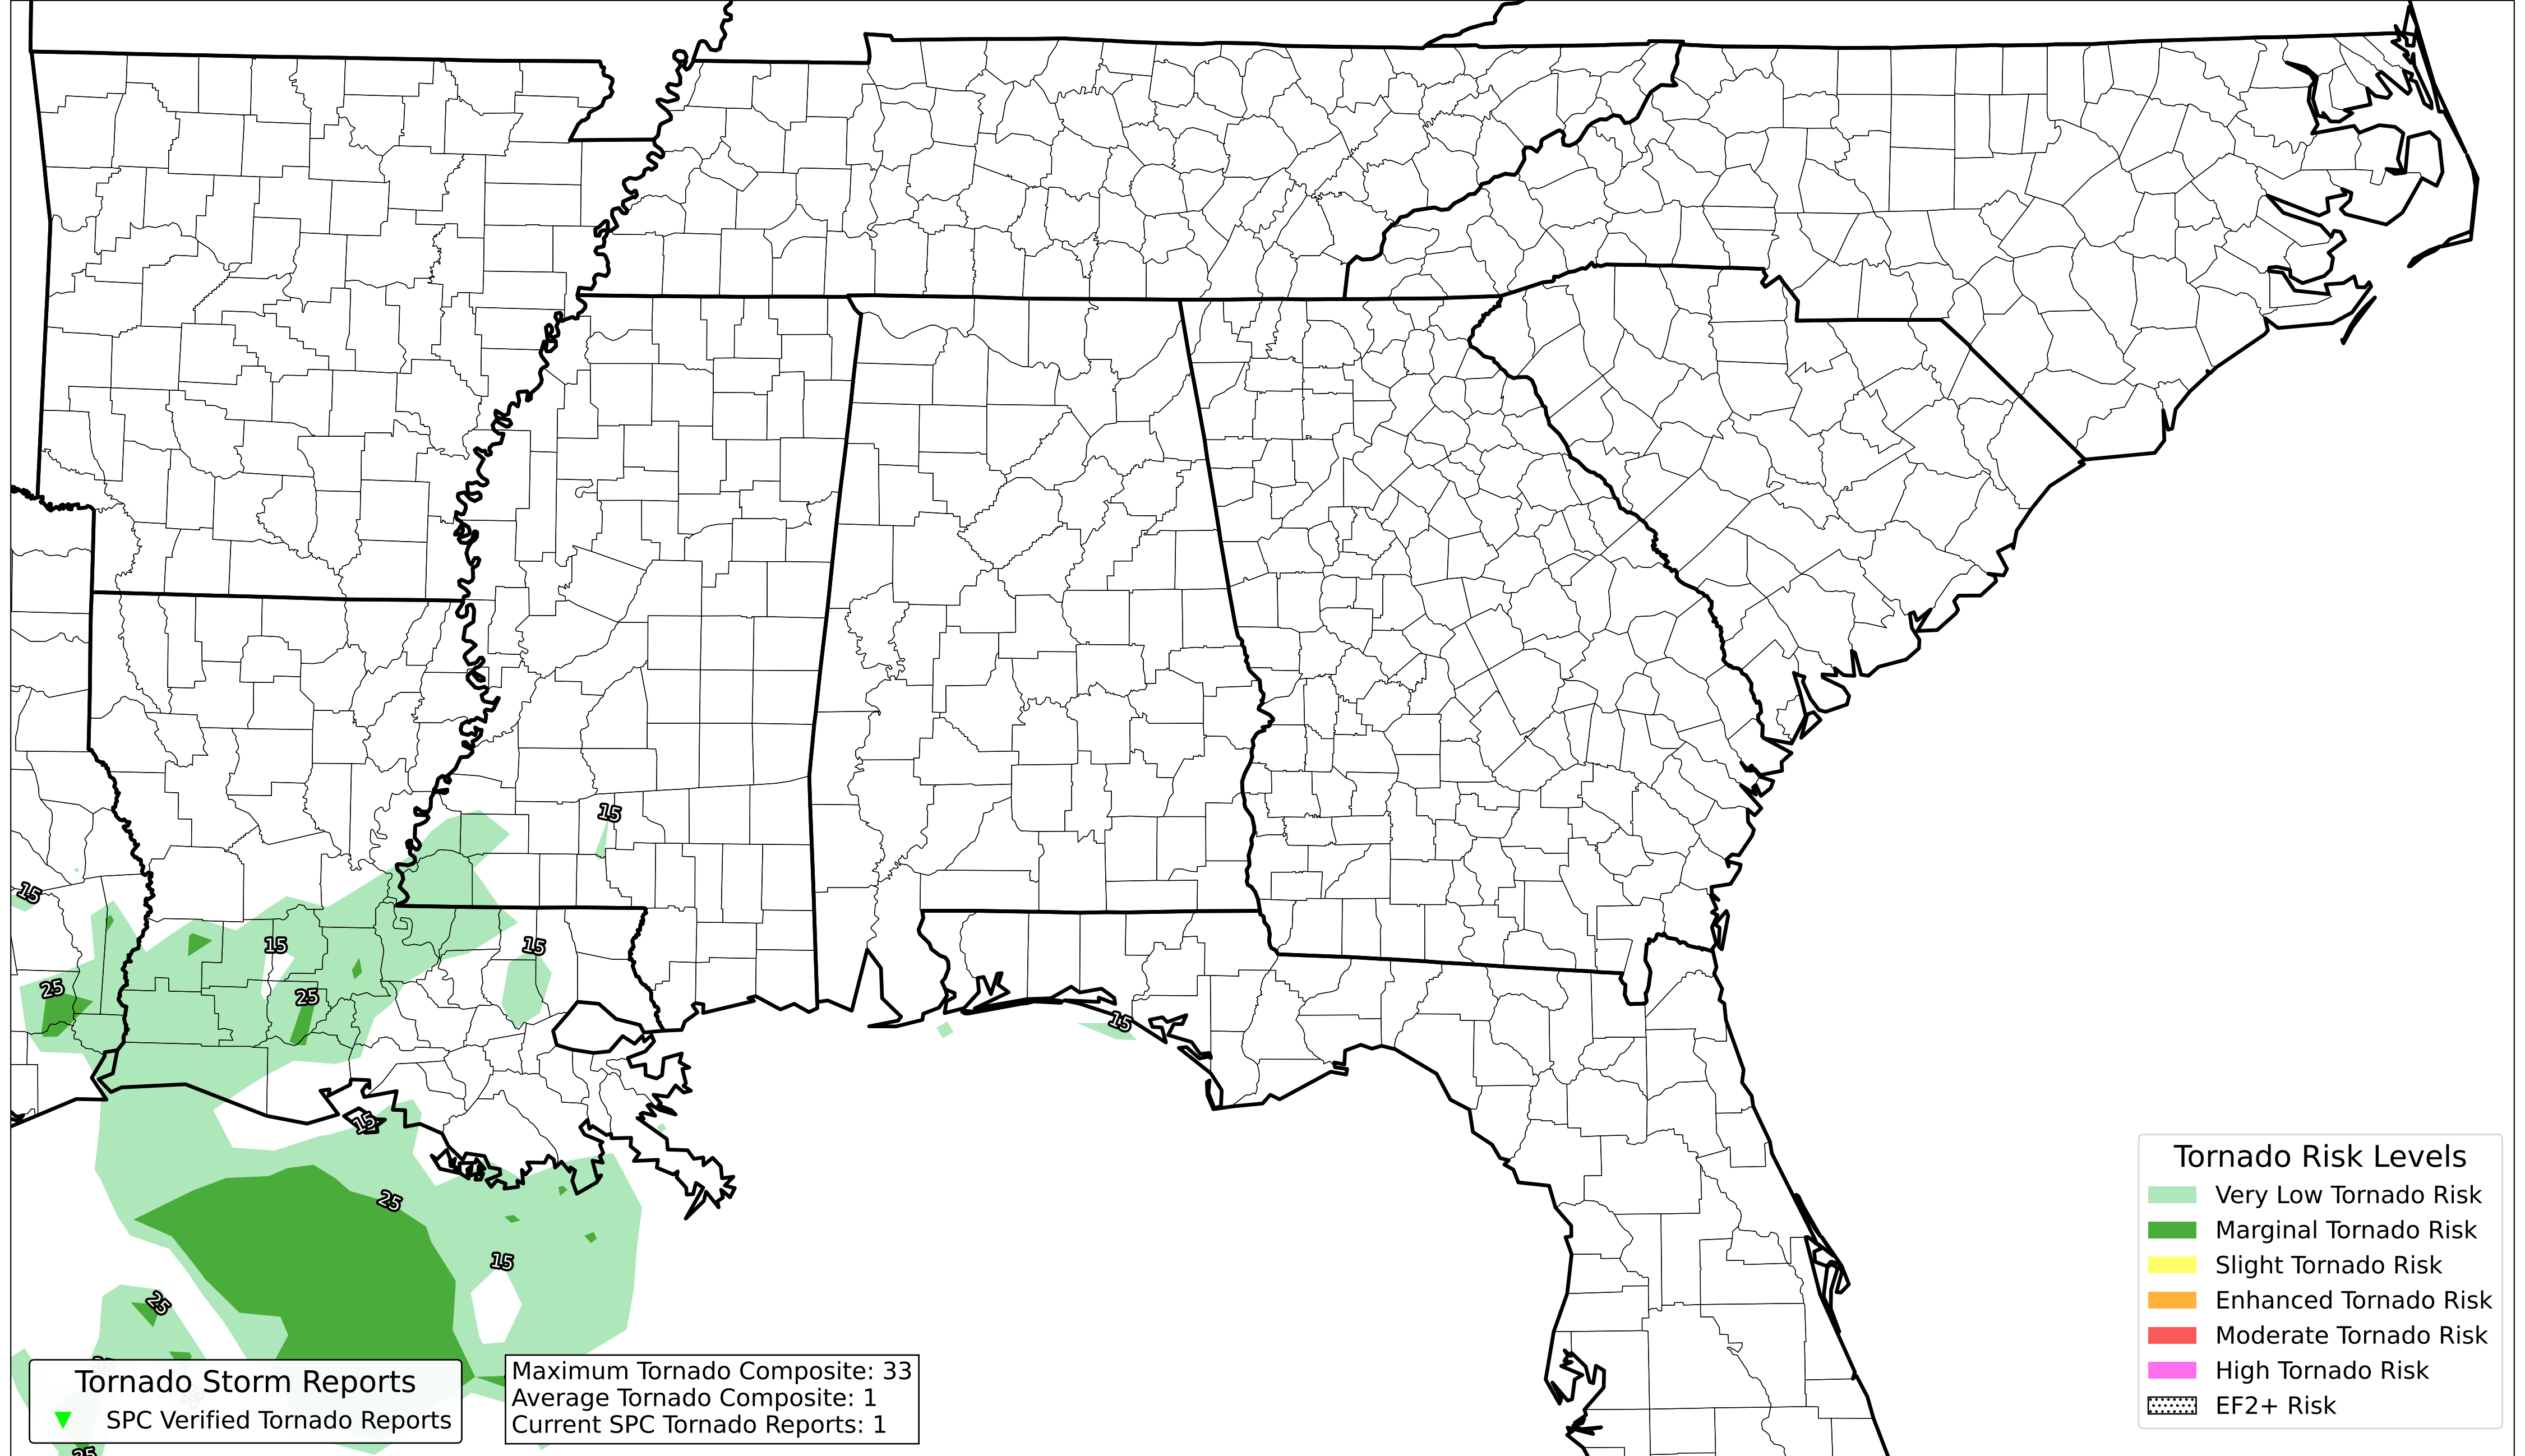 15
15
15
15
25
25
15
15
25
15
25
25
Tornado Storm Reports
SPC Verified Tornado Reports
Maximum Tornado Composite: 33
Average Tornado Composite: 1
Current SPC Tornado Reports: 1
Tornado Risk Levels
Very Low Tornado Risk
Marginal Tornado Risk
Slight Tornado Risk
Enhanced Tornado Risk
Moderate Tornado Risk
High Tornado Risk
EF2+ Risk